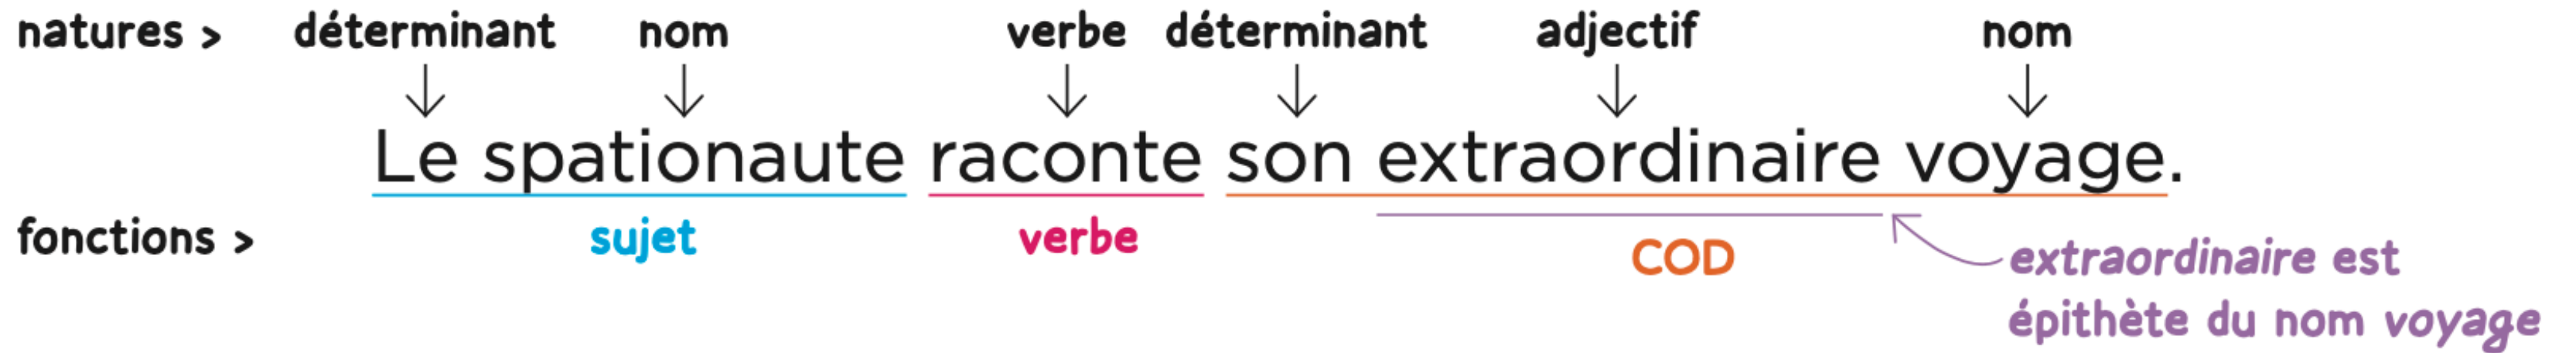 natures > déterminant nom verbe déterminant adjectif nom
Le spationaute raconte son extraordinaire voyage.
fonctions > sujet verbe COD extraordinaire est
épithète du nom voyage